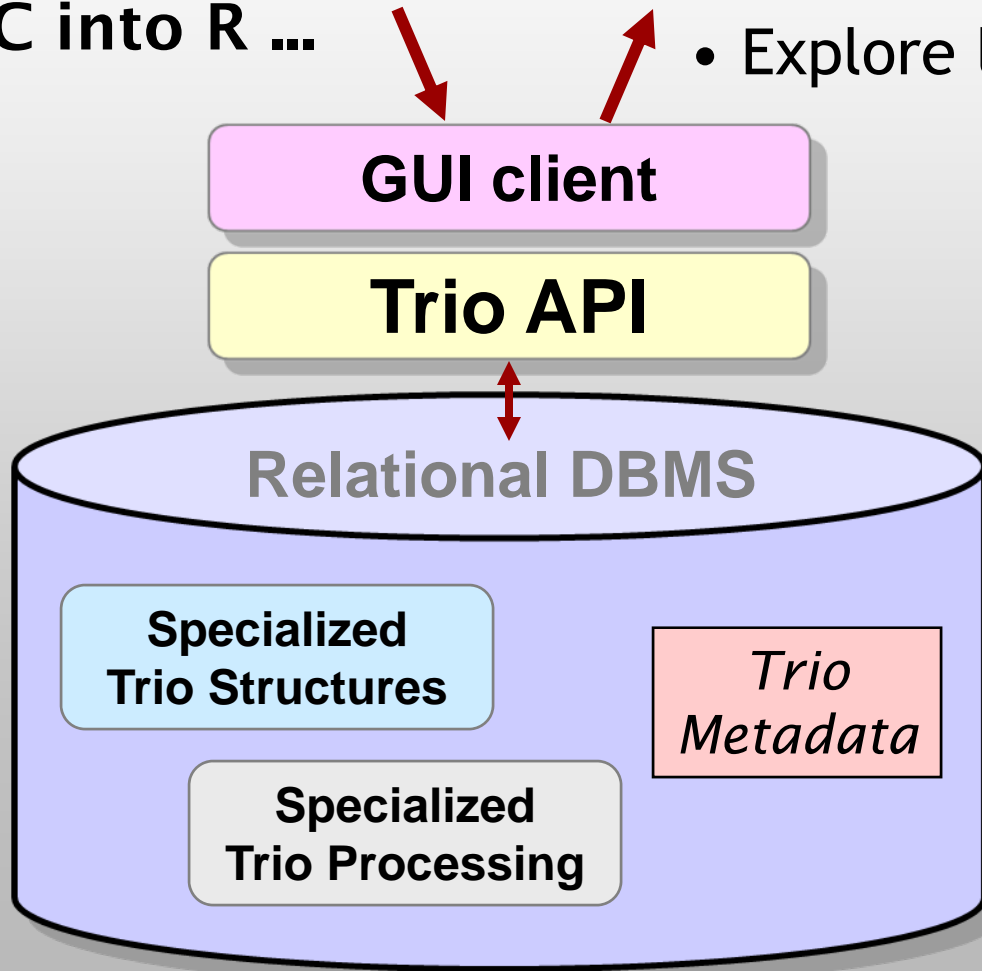 C into R ...
• Explore
GUI client
Trio API
Relational DBMS
Specialized
Trio Structures
Trio
Metadata
Specialized
Trio Processing